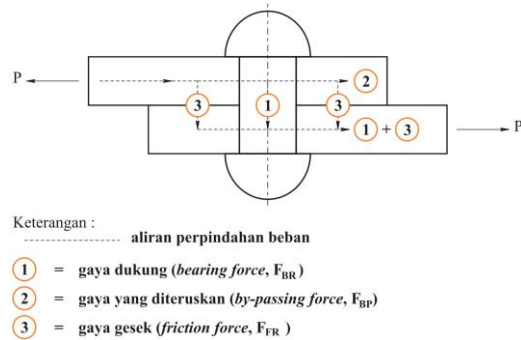 P
2
3 1 3
1 + 3
P
Keterangan :
aliran perpindahan beban
1 = gaya dukung (bearing force, F_BR)
2 = gaya yang diteruskan (by-passing force, F_BP)
3 = gaya gesek (friction force, F_FR )